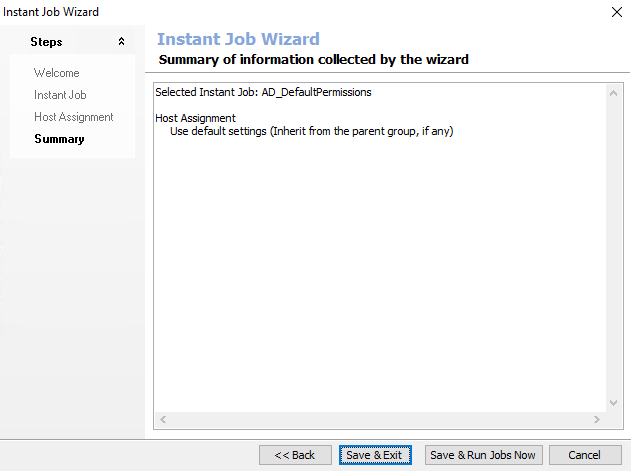 Instant Job Wizard
Steps
Welcome
Instant Job
Host Assignment
Summary
Instant Job Wizard
Summary of information collected by the wizard
Selected Instant Job: AD_DefaultPermissions
Host Assignment
Use default settings (Inherit from the parent group, if any)
<< Back
Save & Exit
Save & Run Jobs Now
Cancel